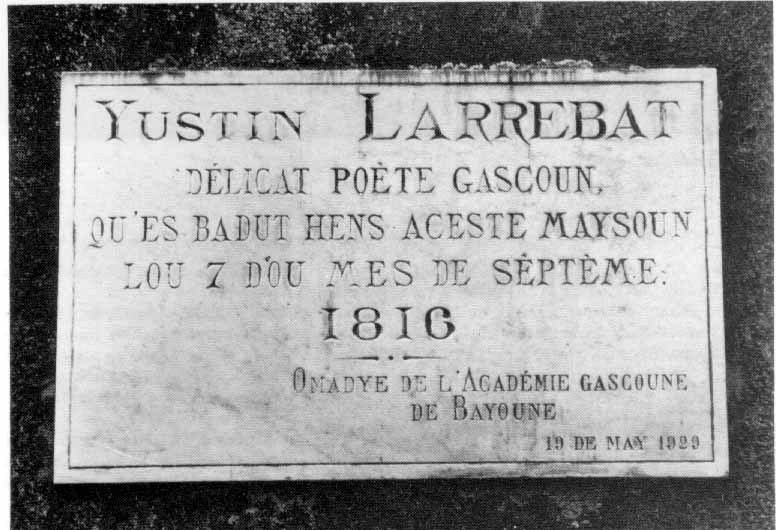 YUSTIN LARREBAT
DÉLICAT POÈTE GASCOUN,
QU'ES BADUT HENS ACESTE MAYSOUN
LOU 7 D'OU MES DE SÉPTÈME.
1816
OMADYE DE L'ACADÉMIE GASCOUNE
DE BAYOUNE
19 DE MAY 1929